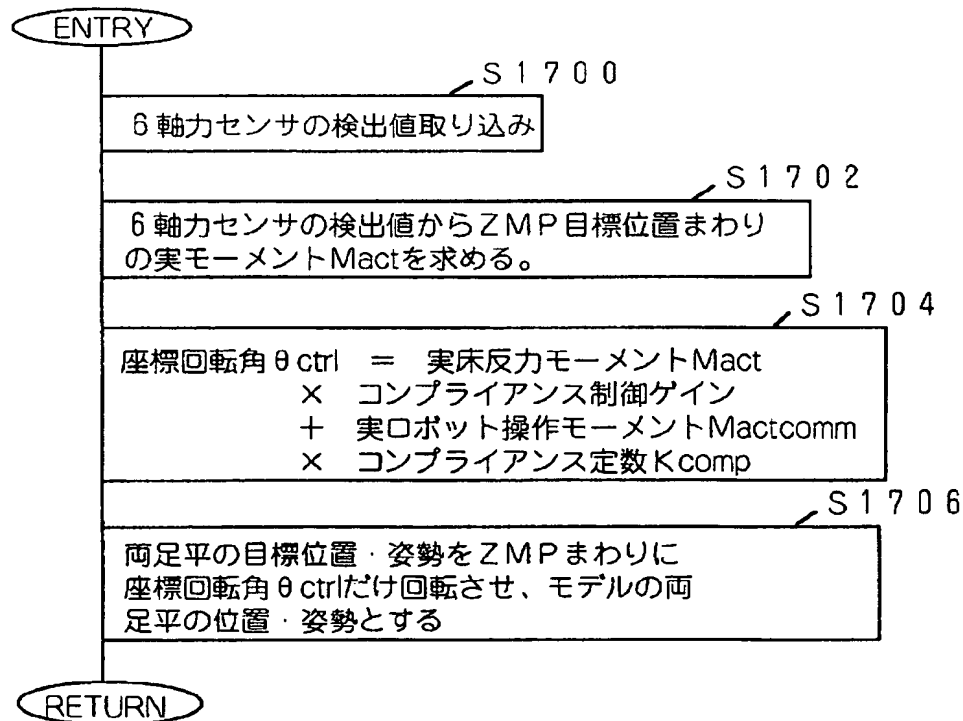 ENTRY
S1700
6軸力センサの検出値取り込み
S1702
6軸力センサの検出値からZMP目標位置まわり
の実モーメントMactを求める。
S1704
座標回転角θctrl = 実床反力モーメントMact
× コンプライアンス制御ゲイン
+ 実ロボット操作モーメントMactcomm
× コンプライアンス定数Kcomp
S1706
両足平の目標位置・姿勢をZMPまわりに
座標回転角θctrlだけ回転させ、モデルの両
足平の位置・姿勢とする
RETURN